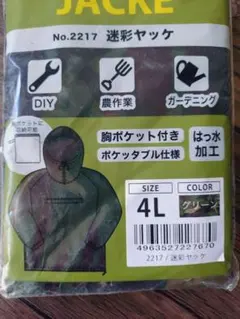 JACKE
No.2217 迷彩ヤッケ
DIY
農作業
ガーデニング
胸ポケット付き
ポケッタブル仕様
はっ水
加工
SIZE
COLOR
4L
グリーン
4963527227670
2217 / 迷彩ヤッケ